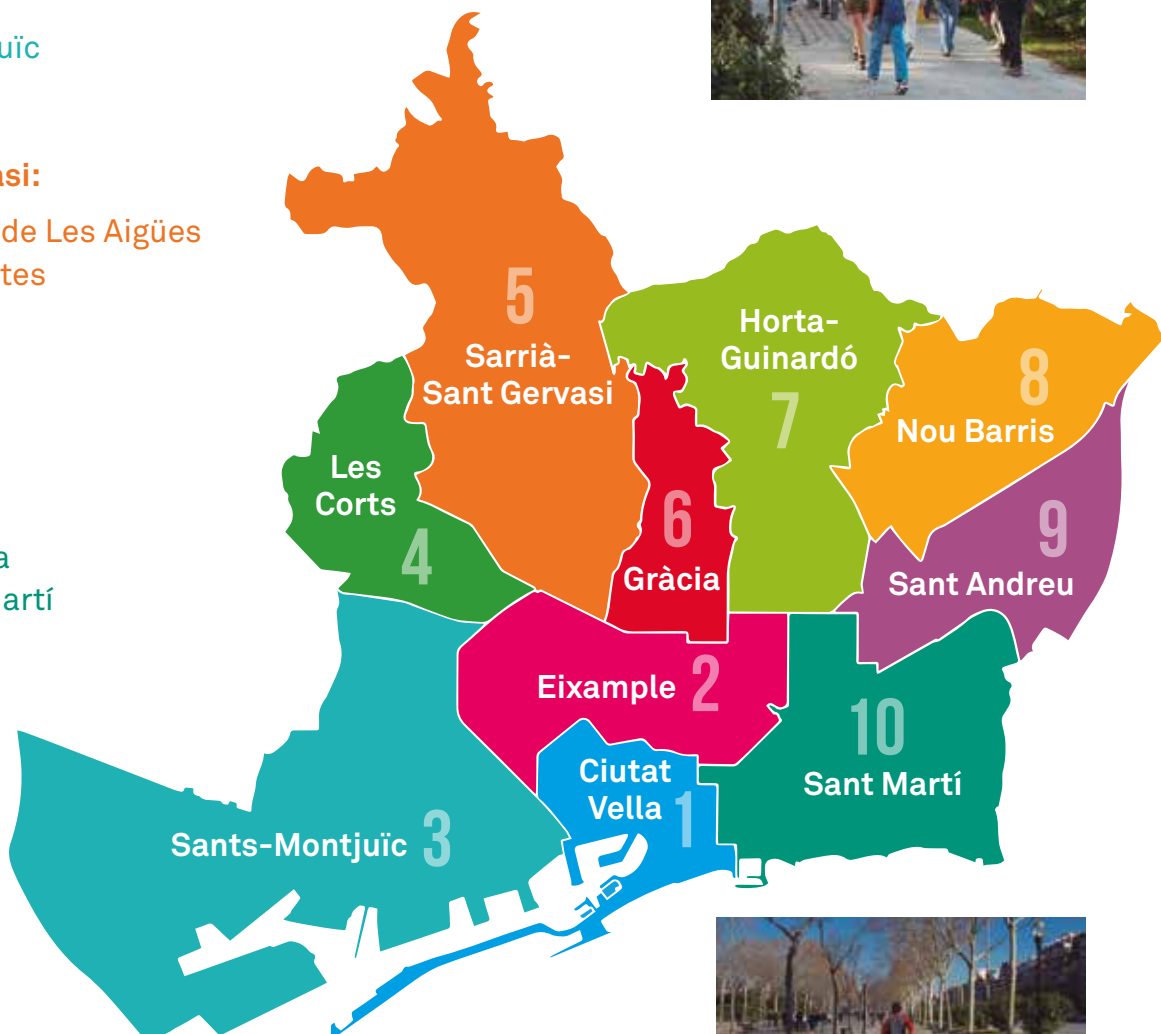 uïc
asi:
de Les Aigües
tes
a
artí
5
Sarrià-
Sant Gervasi
Horta-
Guinardó
7
8
Nou Barris
Les
Corts
4
6
Gràcia
9
Sant Andreu
Eixample 2
10
Sant Martí
Ciutat
Vella 1
Sants-Montjuïc 3